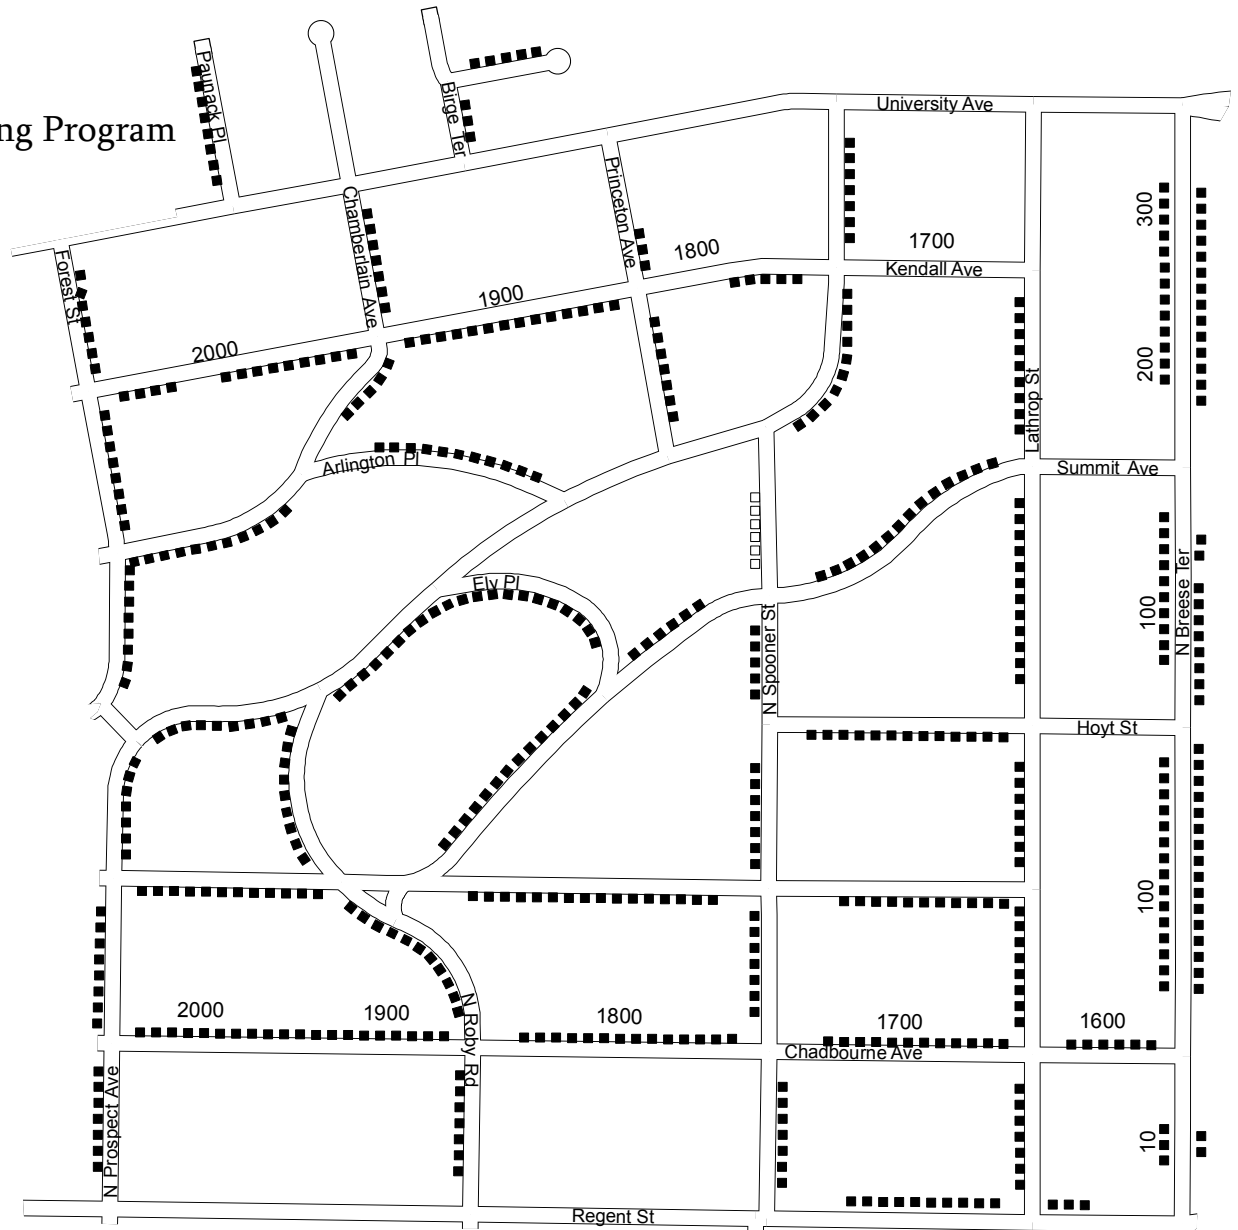 ng Program
Paunack Pl
Birge Ter
University Ave
Chamberlain Ave
Princeton Ave
300
1800
1700
Kendall Ave
Forest St
1900
2000
200
Lathrop St
Arlington Pl
Summit Ave
Ely Pl
100
N Breese Ter
N Spooner St
Hoyt St
100
2000
1900
1800
1700
1600
N Roby Rd
Chadbourne Ave
N Prospect Ave
10
Regent St